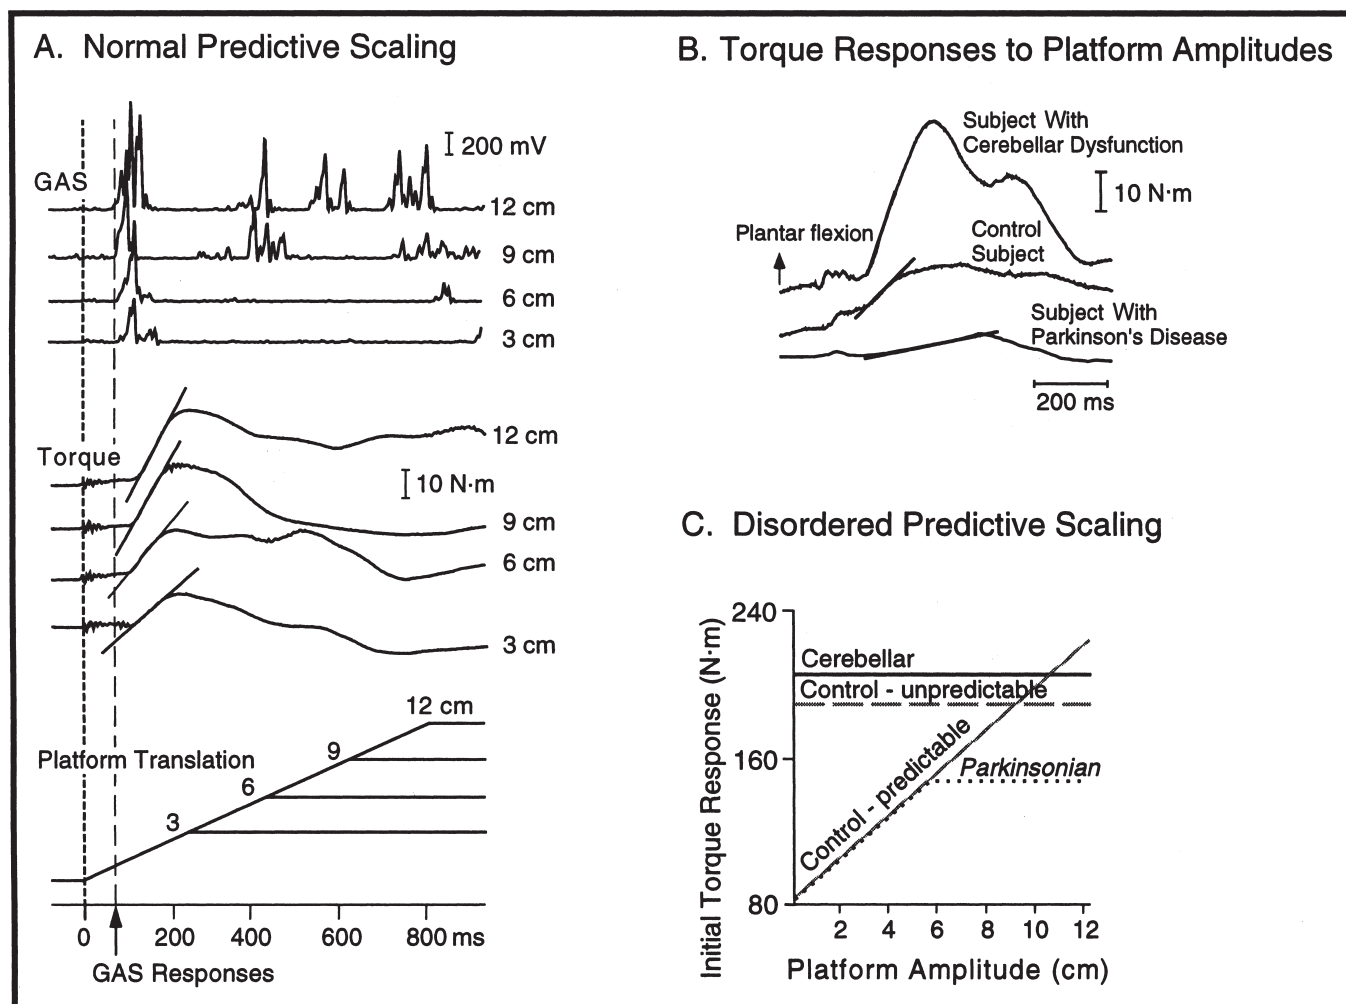 A. Normal Predictive Scaling
GAS
200 mV
12 cm
9 cm
6 cm
3 cm
Torque
12 cm
10 N·m
9 cm
6 cm
3 cm
12 cm
Platform Translation
9
6
3
0 200 400 600 800 ms
GAS Responses
B. Torque Responses to Platform Amplitudes
Subject With
Cerebellar Dysfunction
10 N·m
Plantar flexion
Control
Subject
Subject With
Parkinson's Disease
200 ms
C. Disordered Predictive Scaling
Initial Torque Response (N·m)
240
160
80
Cerebellar
Control - unpredictable
Control - predictable
Parkinsonian
2 4 6 8 10 12
Platform Amplitude (cm)